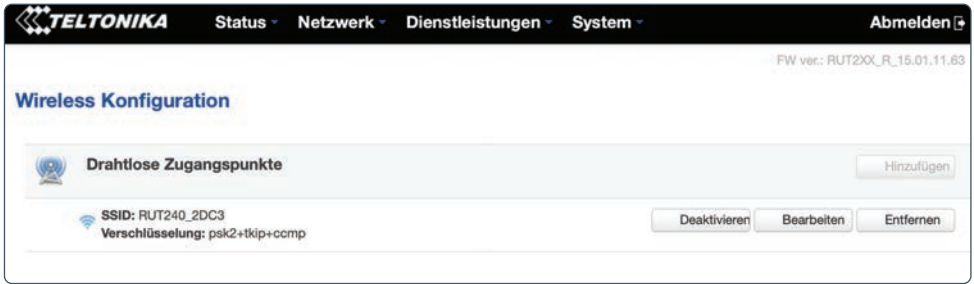 TELTONIKA Status Netzwerk Dienstleistungen System Abmelden
FW ver.: RUT2XX_R_15.01.11.63
Wireless Konfiguration
Drahtlose Zugangspunkte Hinzufügen
SSID: RUT240_2DC3
Deaktivieren Bearbeiten Entfernen
Verschlüsselung: psk2+tkip+ccmp